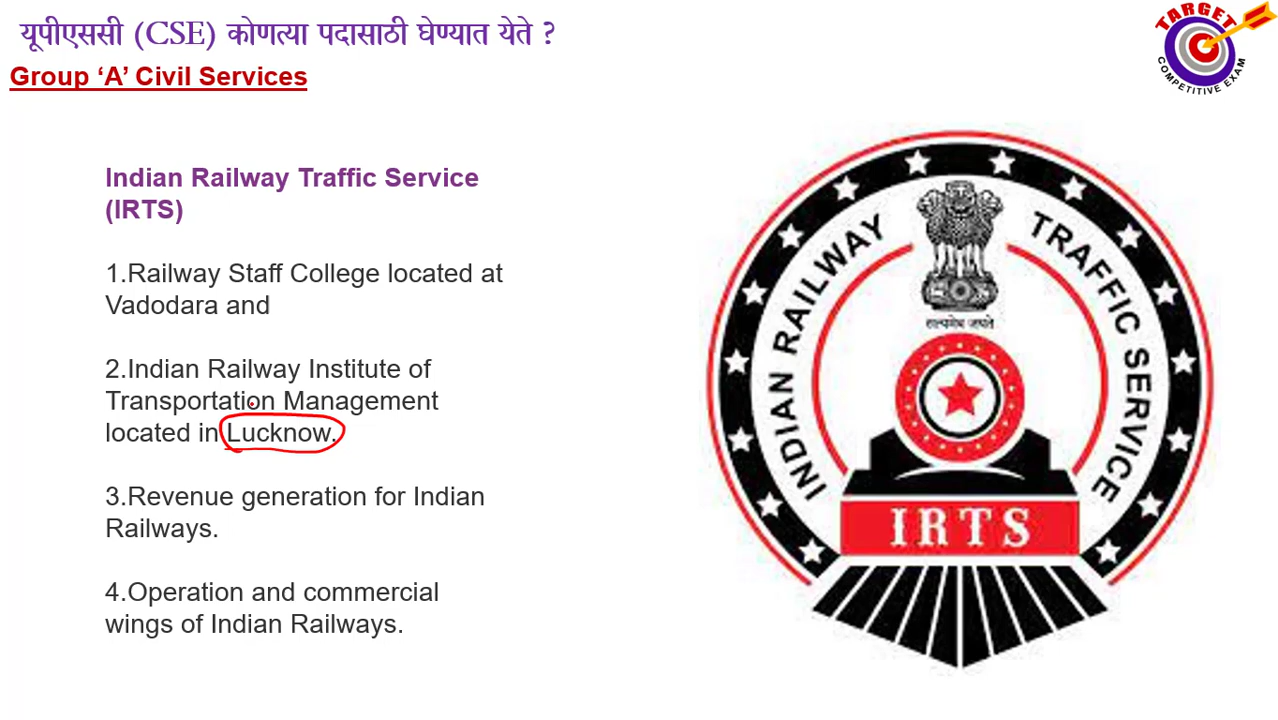 यूपीएससी (CSE) कोणत्या पदासाठी घेण्यात येते ?
Group ‘A’ Civil Services
TARGET
COMPETITIVE EXAM
Indian Railway Traffic Service
(IRTS)
1.Railway Staff College located at
Vadodara and
2.Indian Railway Institute of
Transportation Management
located in Lucknow.
3.Revenue generation for Indian
Railways.
4.Operation and commercial
wings of Indian Railways.
INDIAN RAILWAY TRAFFIC SERVICE
सत्यमेव जयते
IRTS